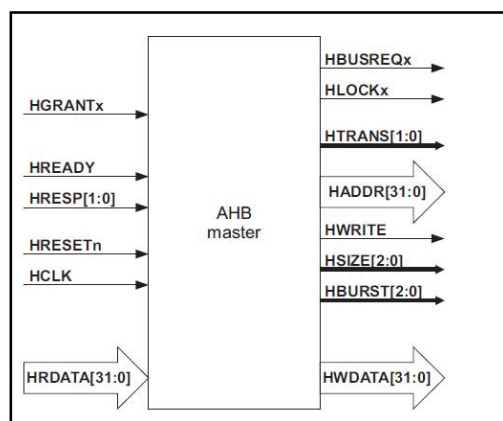 HGRANTx
HREADY
HRESP[1:0]
HRESETn
HCLK
HRDATA[31:0]
AHB
master
HBUSREQx
HLOCKx
HTRANS[1:0]
HADDR[31:0]
HWRITE
HSIZE[2:0]
HBURST[2:0]
HWDATA[31:0]